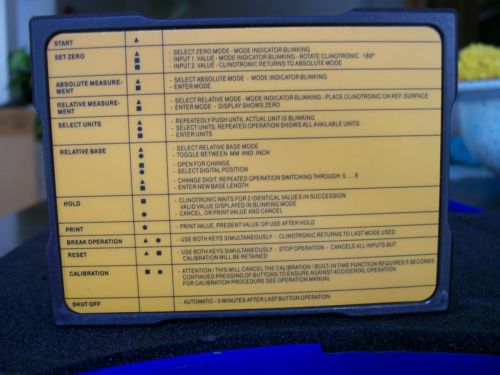 START ▲
SET ZERO ▲ - SELECT ZERO MODE - MODE INDICATOR BLINKING
■ - INPUT 1. VALUE - MODE INDICATOR BLINKING - ROTATE CLINOTRONIC 180°
■ - INPUT 2. VALUE - CLINOTRONIC RETURNS TO ABSOLUTE MODE
ABSOLUTE MEASURE- ▲ - SELECT ABSOLUTE MODE - MODE INDICATOR BLINKING
MENT ■ - ENTER MODE
RELATIVE MEASURE- ▲ - SELECT RELATIVE MODE - MODE INDICATOR BLINKING - PLACE CLINOTRONIC ON REF. SURFACE
MENT ■ - ENTER MODE - DISPLAY SHOWS ZERO
SELECT UNITS ▲ - REPEATEDLY PUSH UNTIL ACTUAL UNIT IS BLINKING
● - SELECT UNITS, REPEATED OPERATION SHOWS ALL AVAILABLE UNITS
■ - ENTER UNITS
RELATIVE BASE ▲ - SELECT RELATIVE BASE MODE
● - TOGGLE BETWEEN MM AND INCH
■ - OPEN FOR CHANGE
● - SELECT DIGITAL POSITION
▲ - CHANGE DIGIT, REPEATED OPERATION SWITCHING THROUGH 0....9
■ - ENTER NEW BASE LENGTH
HOLD ■ - CLINOTRONIC WAITS FOR 2 IDENTICAL VALUES IN SUCCESSION
VALID VALUE DISPLAYED IN BLINKING MODE
● - CANCEL, OR PRINT VALUE AND CANCEL
PRINT ● - PRINT VALUE, PRESENT VALUE OR USE AFTER HOLD
BREAK OPERATION ▲ ● - USE BOTH KEYS SIMULTANEOUSLY - CLINOTRONIC RETURNS TO LAST MODE USED
RESET ▲ ■ - USE BOTH KEYS SIMULTANEOUSLY - STOP OPERATION - CANCELS ALL INPUTS BUT
CALIBRATION WILL BE RETAINED
CALIBRATION ■ ● - ATTENTION ! THIS WILL CANCEL THE CALIBRATION ! BUILT-IN TIME FUNCTION REQUIRES 5 SECONDS
CONTINUED PRESSING OF BUTTONS TO ENSURE AGAINST ACCIDENTAL OPERATION
FOR CALIBRATION PROCEDURE SEE OPERATION MANUAL
SHUT OFF - AUTOMATIC - 5 MINUTES AFTER LAST BUTTON OPERATION